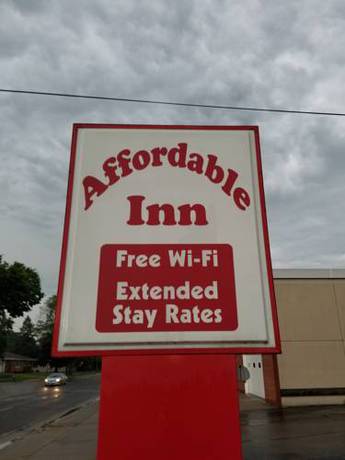 Affordable
Inn
Free Wi-Fi
Extended
Stay Rates